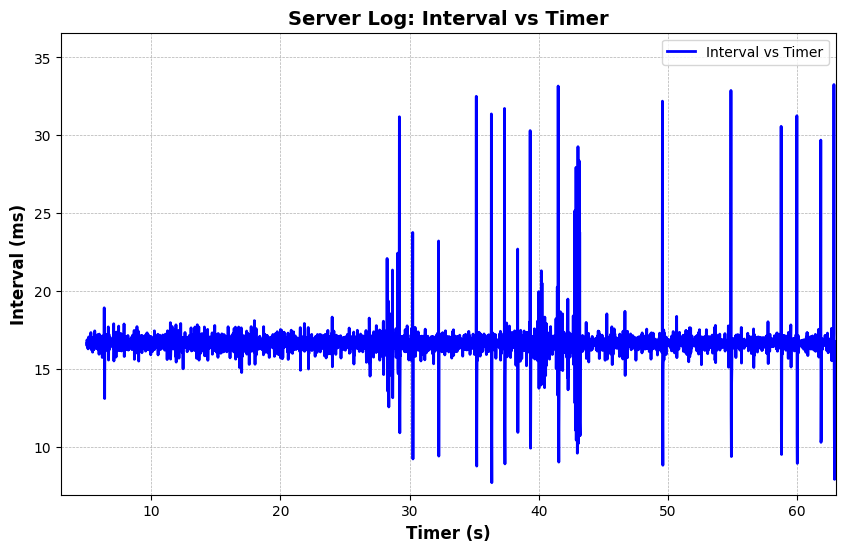 Server Log: Interval vs Timer
Interval vs Timer
35
30
25
20
15
10
Interval (ms)
10 20 30 40 50 60
Timer (s)